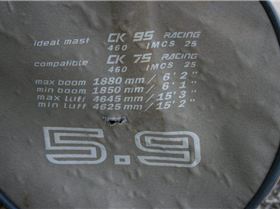 ideal mast CK 95 RACING
460 IMCS 25
compatible CK 75 RACING
460 IMCS 25
max boom 1880 mm / 6' 2"
min boom 1850 mm / 6' 1"
max luff 4645 mm / 15' 3"
min luff 4625 mm / 15' 2"
5.9